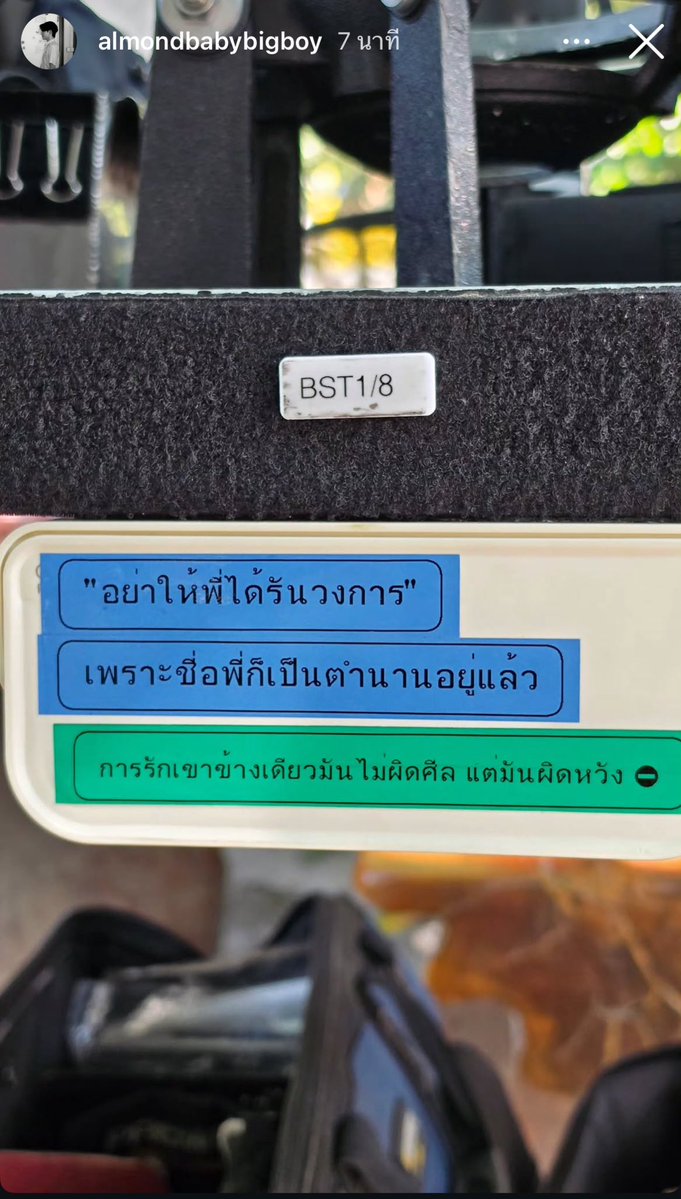 almondbabybigboy 7 นาที
BST1/8
"อย่าให้พี่ได้รันวงการ"
เพราะชื่อพี่ก็เป็นตำนานอยู่แล้ว
การรักเขาข้างเดียวมันไม่ผิดศีล แต่มันผิดหวัง ⛔